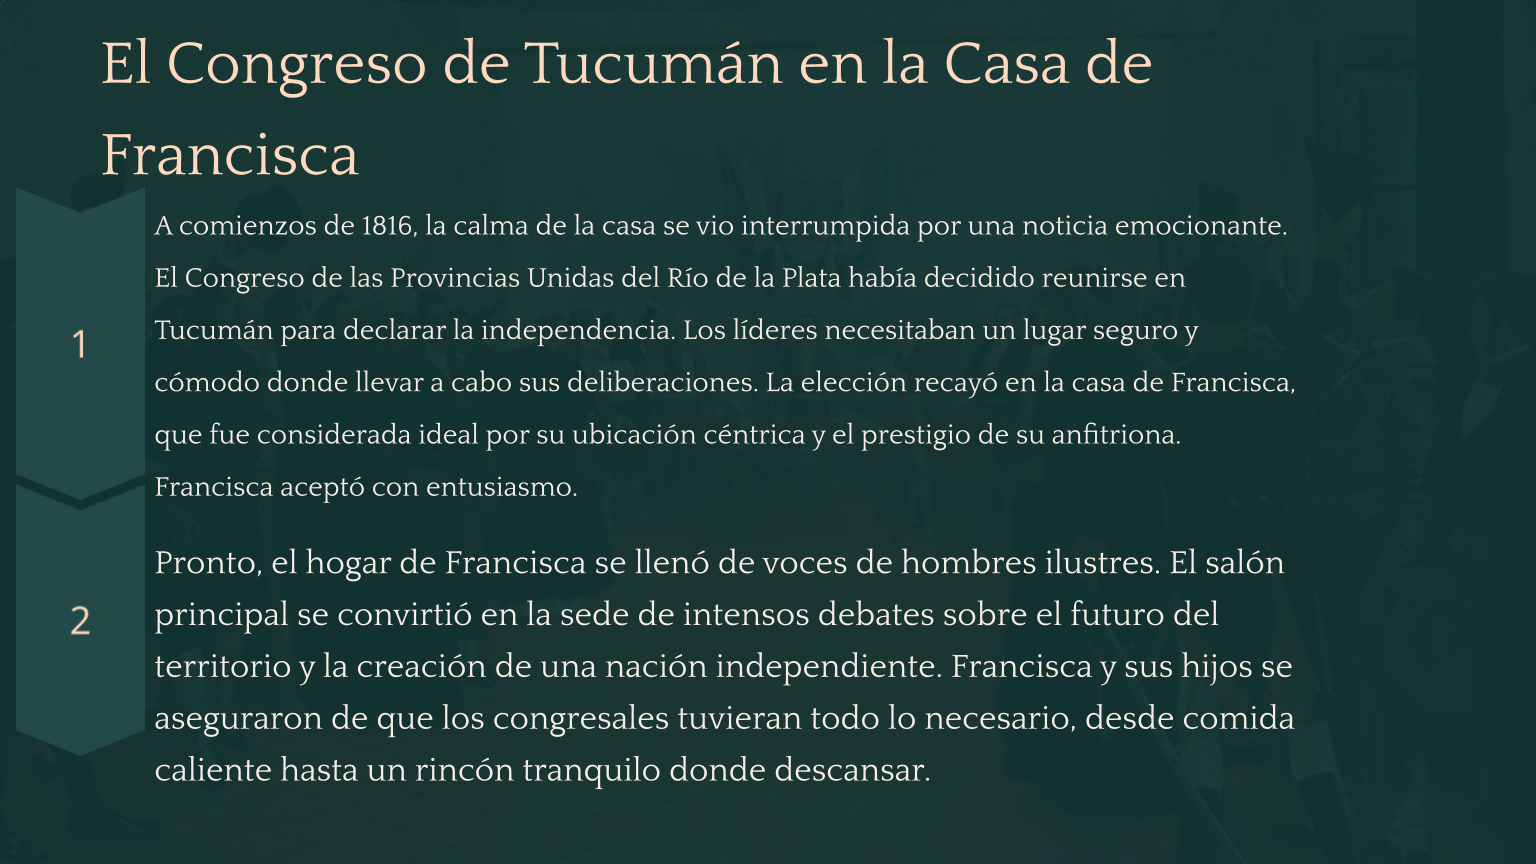 El Congreso de Tucumán en la Casa de
Francisca
1
A comienzos de 1816, la calma de la casa se vio interrumpida por una noticia emocionante.
El Congreso de las Provincias Unidas del Río de la Plata había decidido reunirse en
Tucumán para declarar la independencia. Los líderes necesitaban un lugar seguro y
cómodo donde llevar a cabo sus deliberaciones. La elección recayó en la casa de Francisca,
que fue considerada ideal por su ubicación céntrica y el prestigio de su anfitriona.
Francisca aceptó con entusiasmo.
2
Pronto, el hogar de Francisca se llenó de voces de hombres ilustres. El salón
principal se convirtió en la sede de intensos debates sobre el futuro del
territorio y la creación de una nación independiente. Francisca y sus hijos se
aseguraron de que los congresales tuvieran todo lo necesario, desde comida
caliente hasta un rincón tranquilo donde descansar.